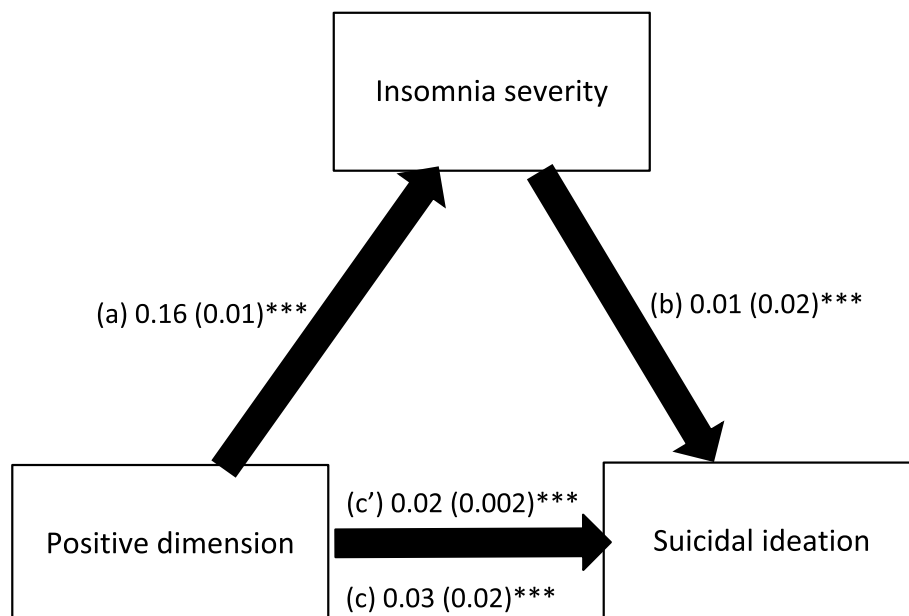 Insomnia severity
(a) 0.16 (0.01)***
(b) 0.01 (0.02)***
(c’) 0.02 (0.002)***
Positive dimension
Suicidal ideation
(c) 0.03 (0.02)***